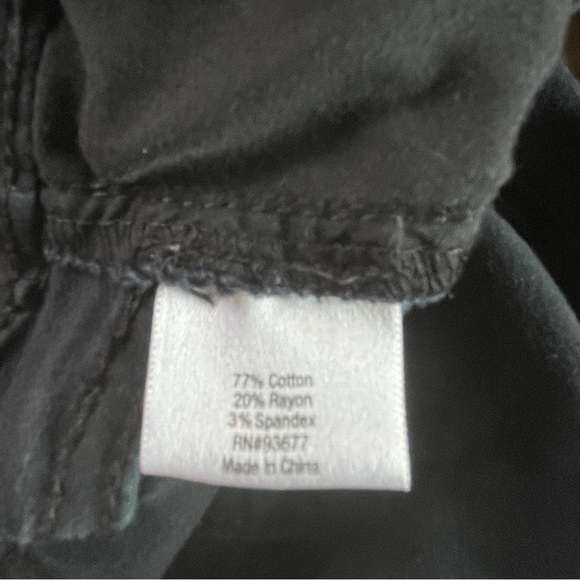 77% Cotton
20% Rayon
3% Spandex
RN#93677
Made In China